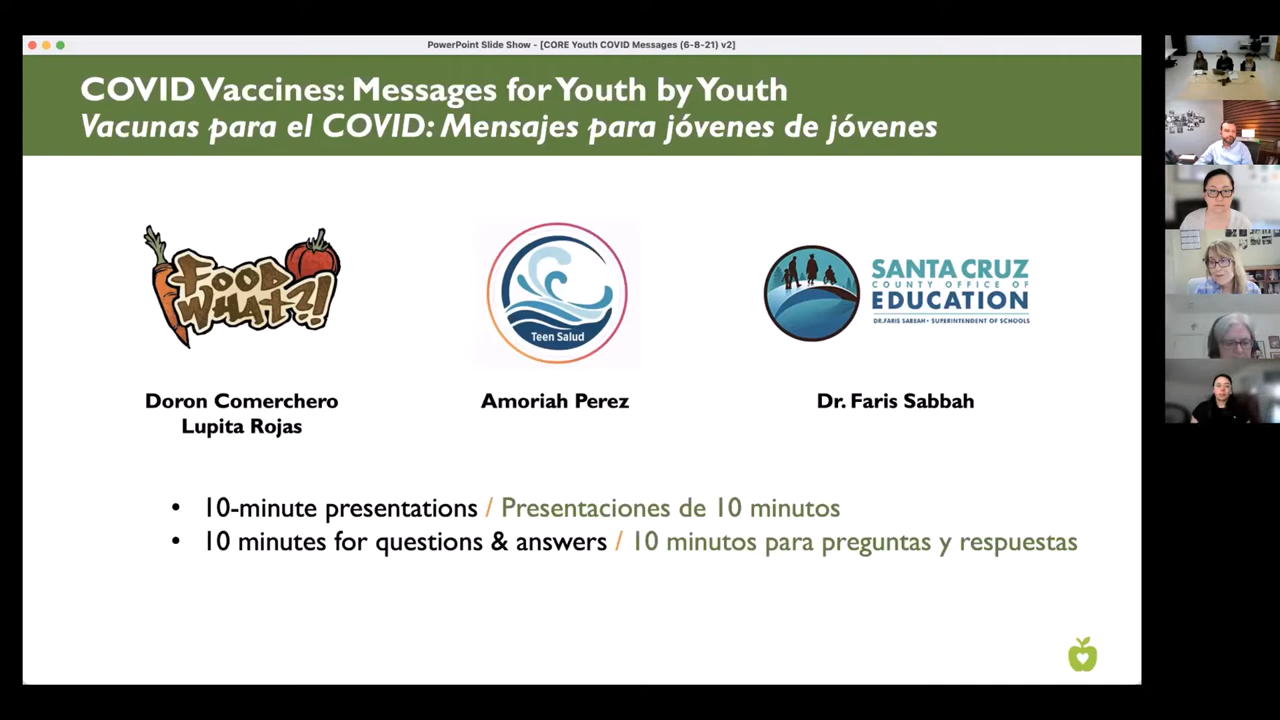 PowerPoint Slide Show - [CORE Youth COVID Messages (6-8-21) v2]
COVID Vaccines: Messages for Youth by Youth
Vacunas para el COVID: Mensajes para jóvenes de jóvenes
FOOD
WHAT?!
Teen Salud
SANTA CRUZ
COUNTY OFFICE OF
EDUCATION
DR. FARIS SABBAH • SUPERINTENDENT OF SCHOOLS
Doron Comerchero
Lupita Rojas
Amoriah Perez
Dr. Faris Sabbah
• 10-minute presentations / Presentaciones de 10 minutos
• 10 minutes for questions & answers / 10 minutos para preguntas y respuestas